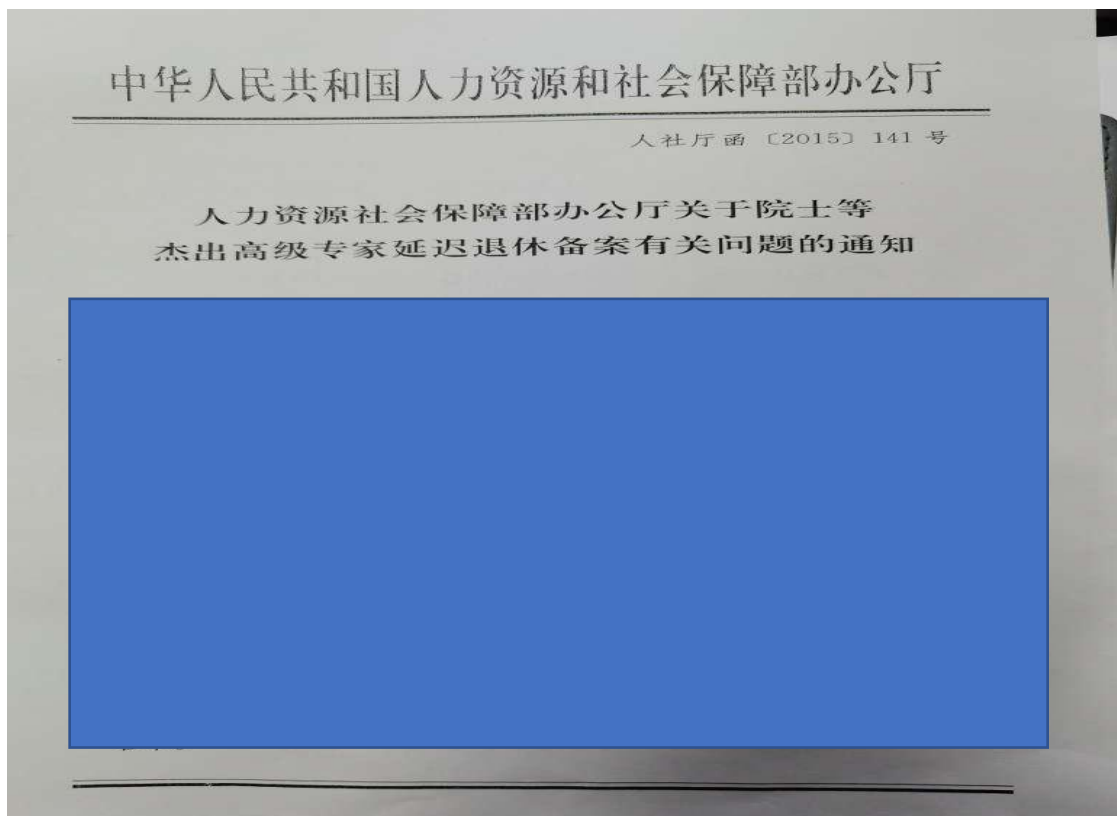 中华人民共和国人力资源和社会保障部办公厅
人社厅函〔2015〕141号
人力资源社会保障部办公厅关于院士等
杰出高级专家延迟退休备案有关问题的通知